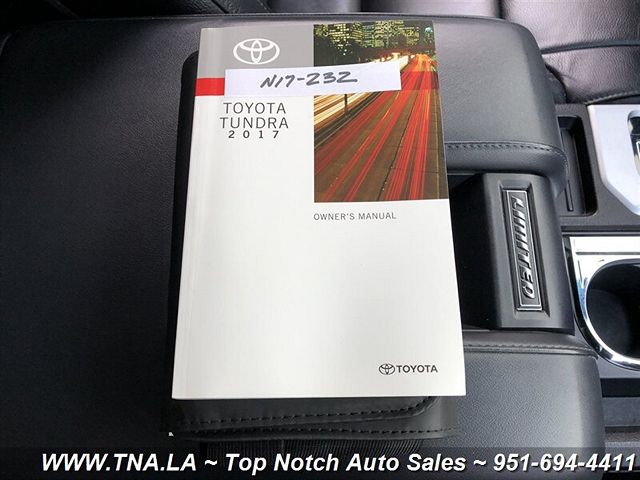 N17-232
TOYOTA
TUNDRA
2017
OWNER'S MANUAL
LIMITED
TOYOTA
WWW.TNA.LA ~ Top Notch Auto Sales ~ 951-694-4411